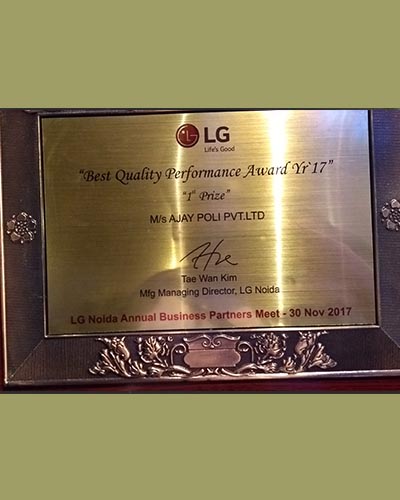 LG
Life's Good
"Best Quality Performance Award Yr'17"
"1st Prize"
M/s AJAY POLI PVT.LTD
Tae Wan Kim
Mfg Managing Director, LG Noida
LG Noida Annual Business Partners Meet - 30 Nov 2017